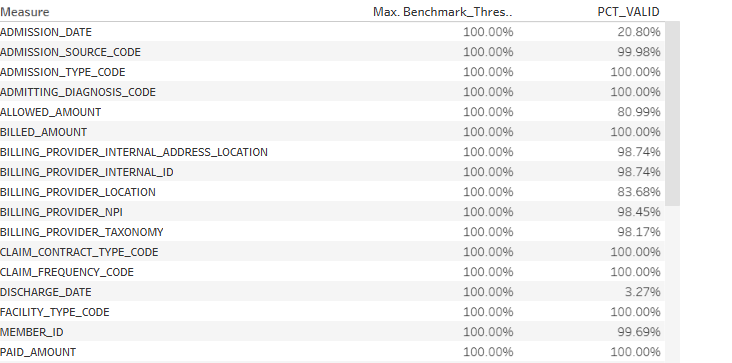 Measure Max. Benchmark_Thres.. PCT_VALID
ADMISSION_DATE 100.00% 20.80%
ADMISSION_SOURCE_CODE 100.00% 99.98%
ADMISSION_TYPE_CODE 100.00% 100.00%
ADMITTING_DIAGNOSIS_CODE 100.00% 100.00%
ALLOWED_AMOUNT 100.00% 80.99%
BILLED_AMOUNT 100.00% 100.00%
BILLING_PROVIDER_INTERNAL_ADDRESS_LOCATION 100.00% 98.74%
BILLING_PROVIDER_INTERNAL_ID 100.00% 98.74%
BILLING_PROVIDER_LOCATION 100.00% 83.68%
BILLING_PROVIDER_NPI 100.00% 98.45%
BILLING_PROVIDER_TAXONOMY 100.00% 98.17%
CLAIM_CONTRACT_TYPE_CODE 100.00% 100.00%
CLAIM_FREQUENCY_CODE 100.00% 100.00%
DISCHARGE_DATE 100.00% 3.27%
FACILITY_TYPE_CODE 100.00% 100.00%
MEMBER_ID 100.00% 99.69%
PAID_AMOUNT 100.00% 100.00%